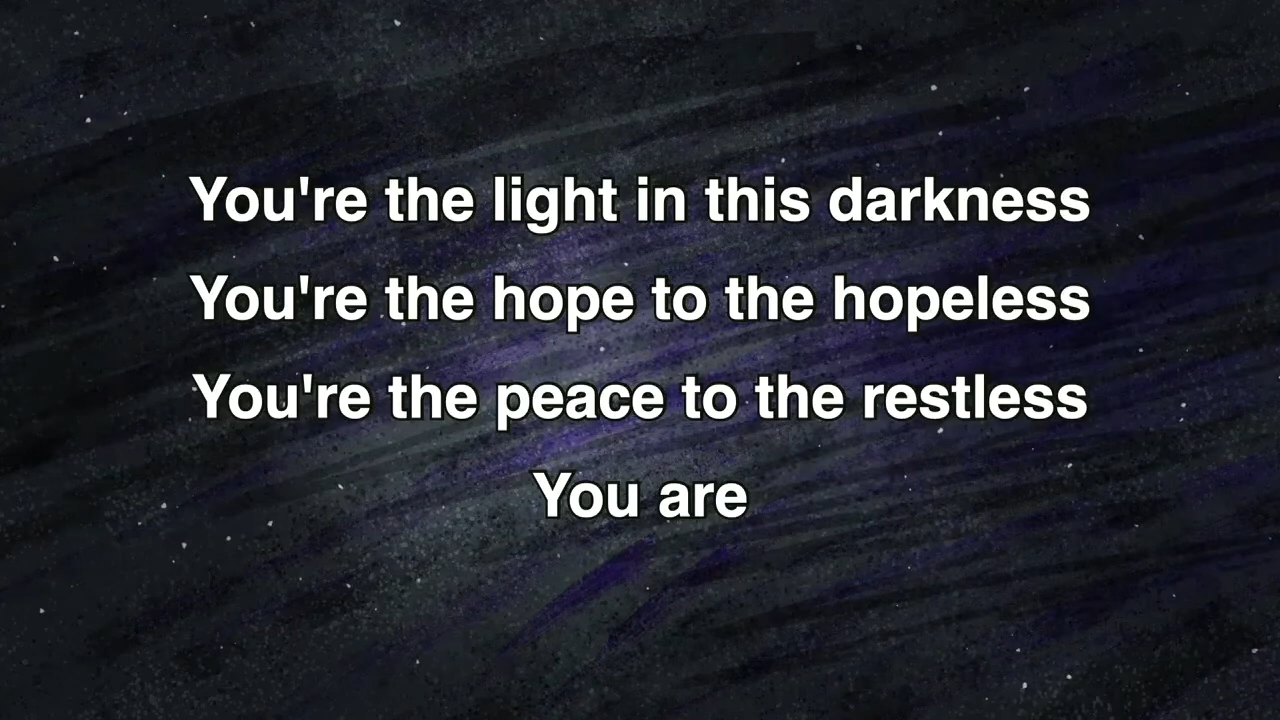 You're the light in this darkness
You're the hope to the hopeless
You're the peace to the restless
You are